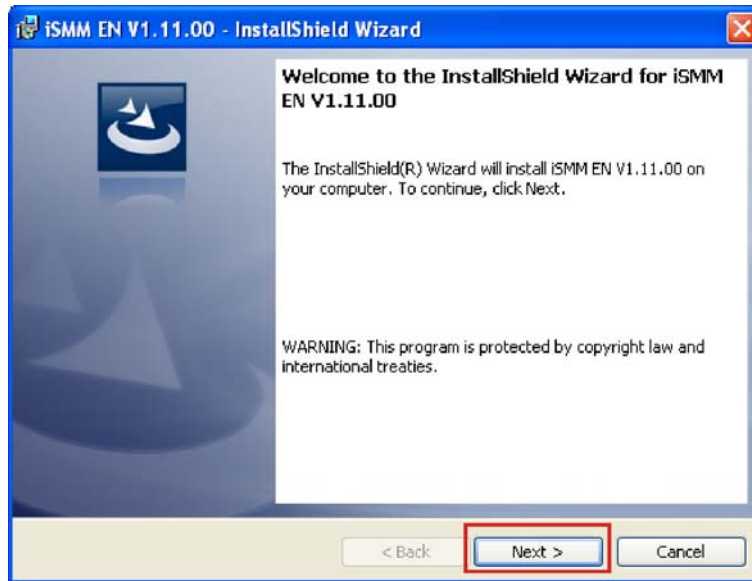 iSMM EN V1.11.00 - InstallShield Wizard
Welcome to the InstallShield Wizard for iSMM
EN V1.11.00
The InstallShield(R) Wizard will install iSMM EN V1.11.00 on
your computer. To continue, click Next.
WARNING: This program is protected by copyright law and
international treaties.
< Back Next > Cancel